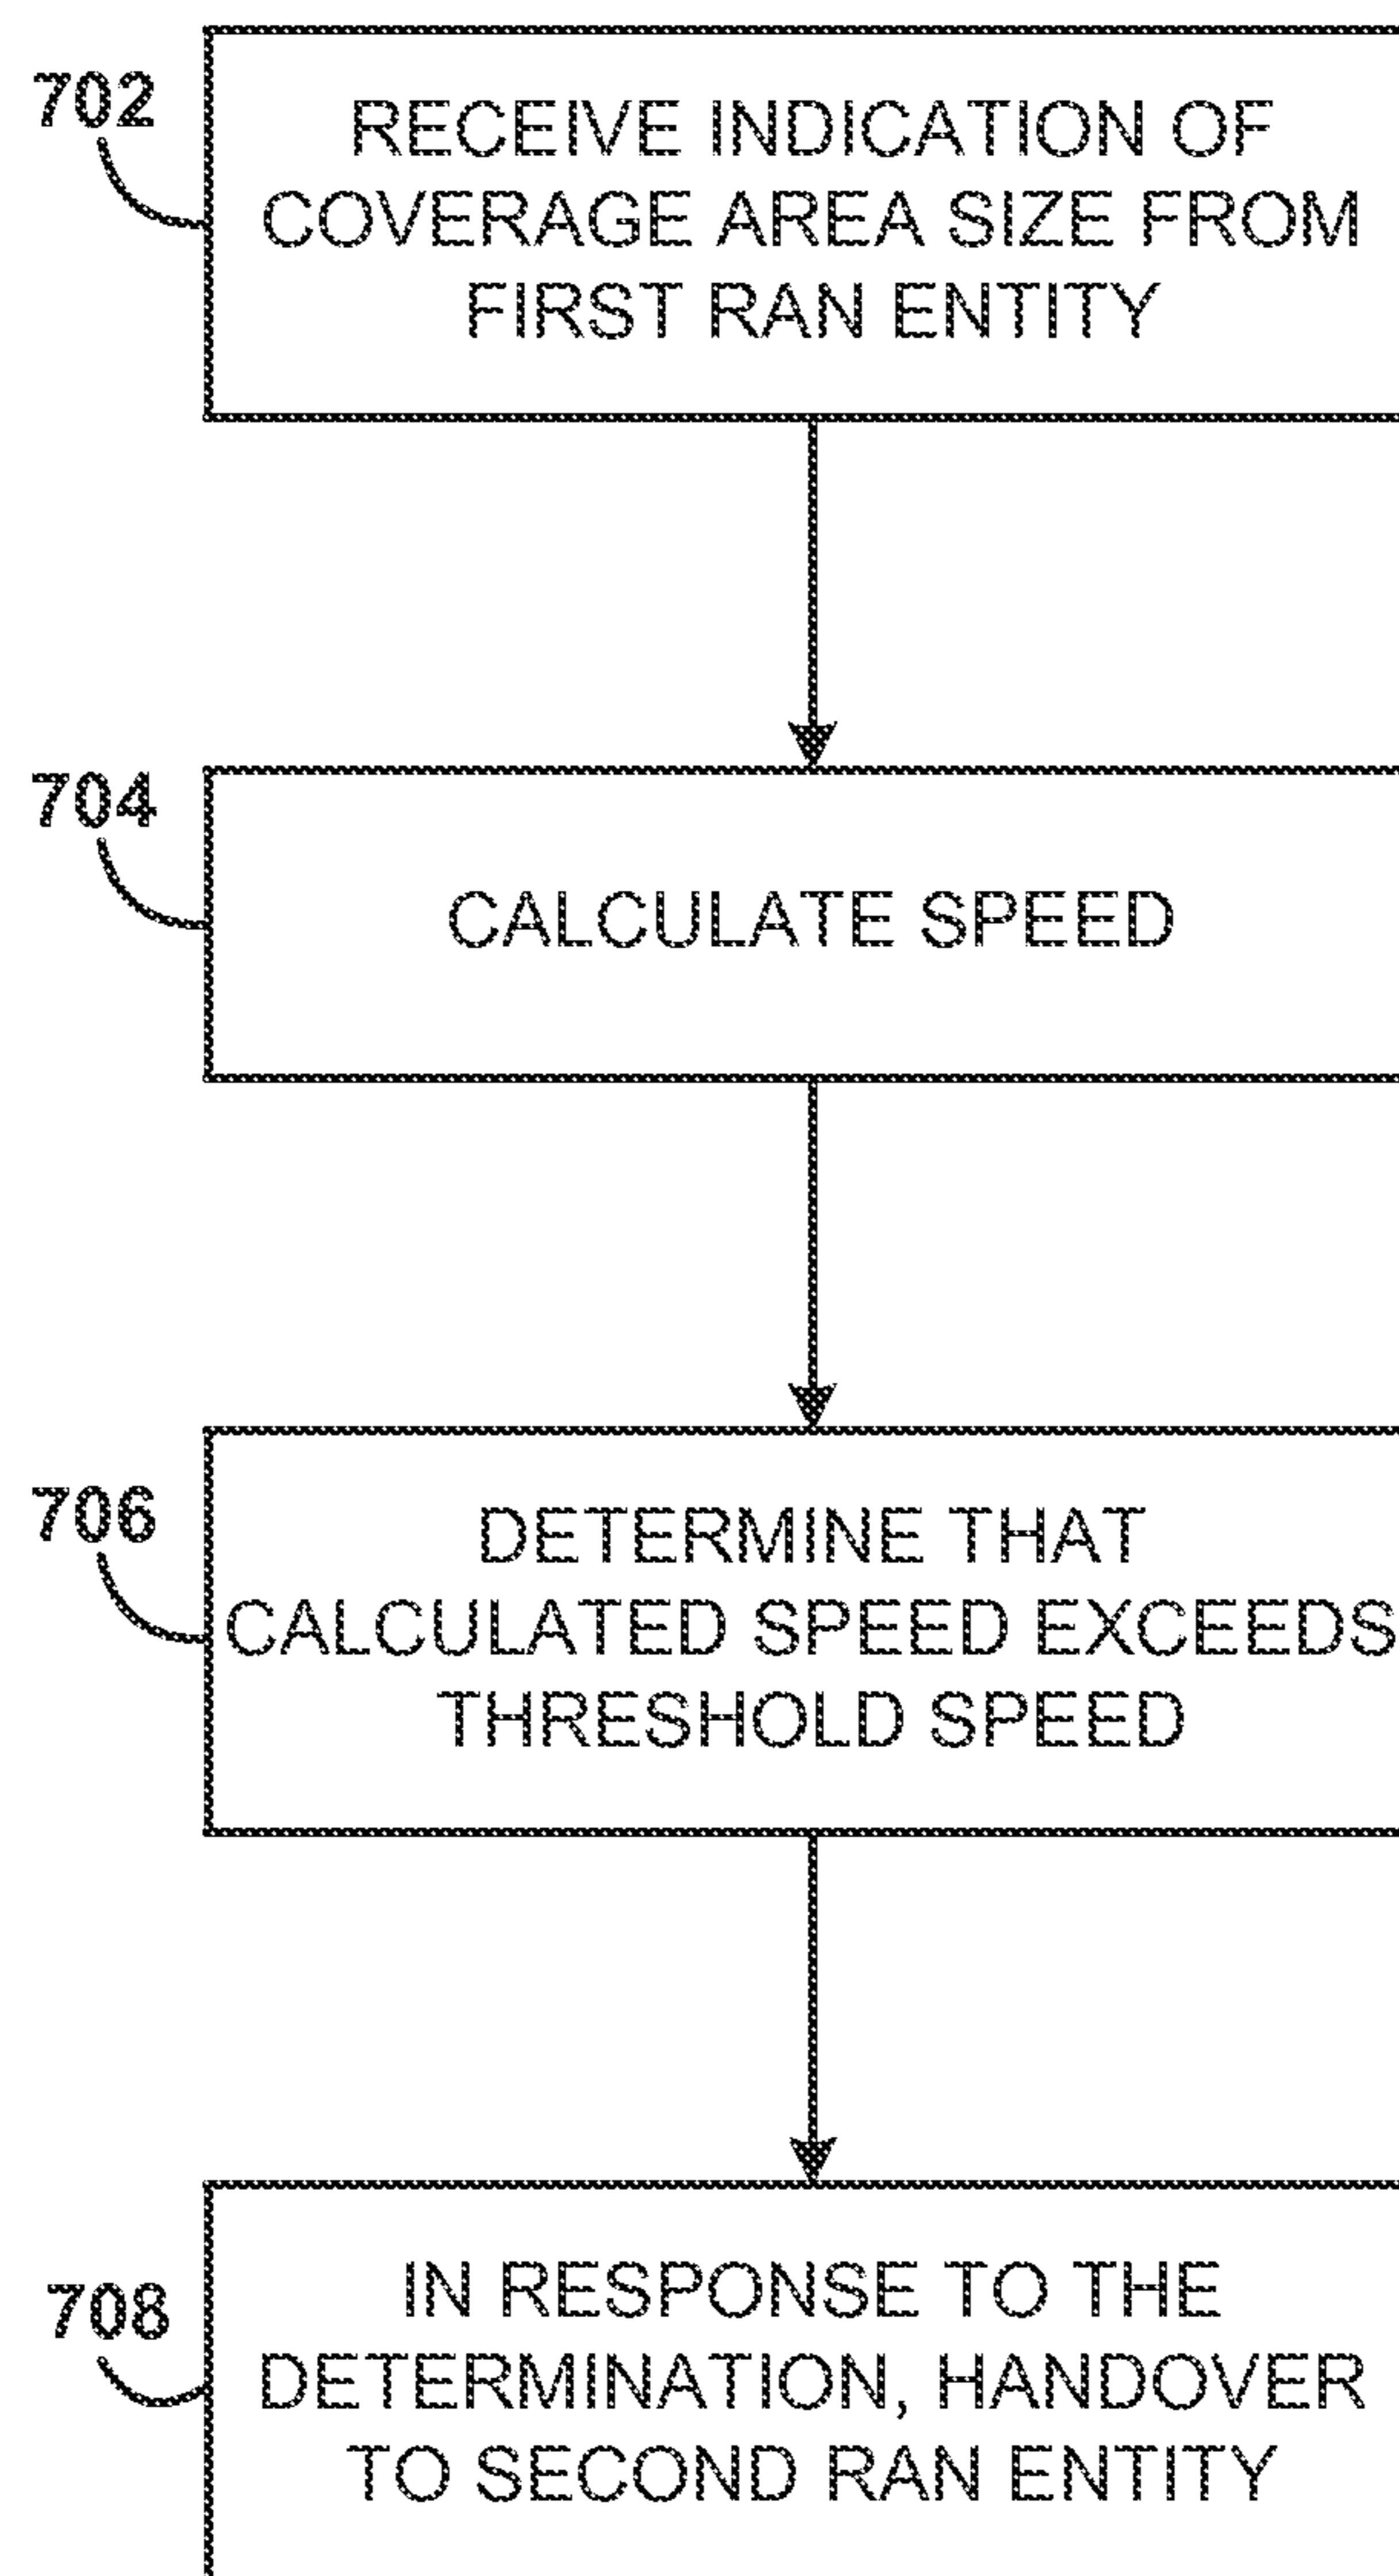 702
RECEIVE INDICATION OF
COVERAGE AREA SIZE FROM
FIRST RAN ENTITY
704
CALCULATE SPEED
706
DETERMINE THAT
CALCULATED SPEED EXCEEDS
THRESHOLD SPEED
708
IN RESPONSE TO THE
DETERMINATION, HANDOVER
TO SECOND RAN ENTITY